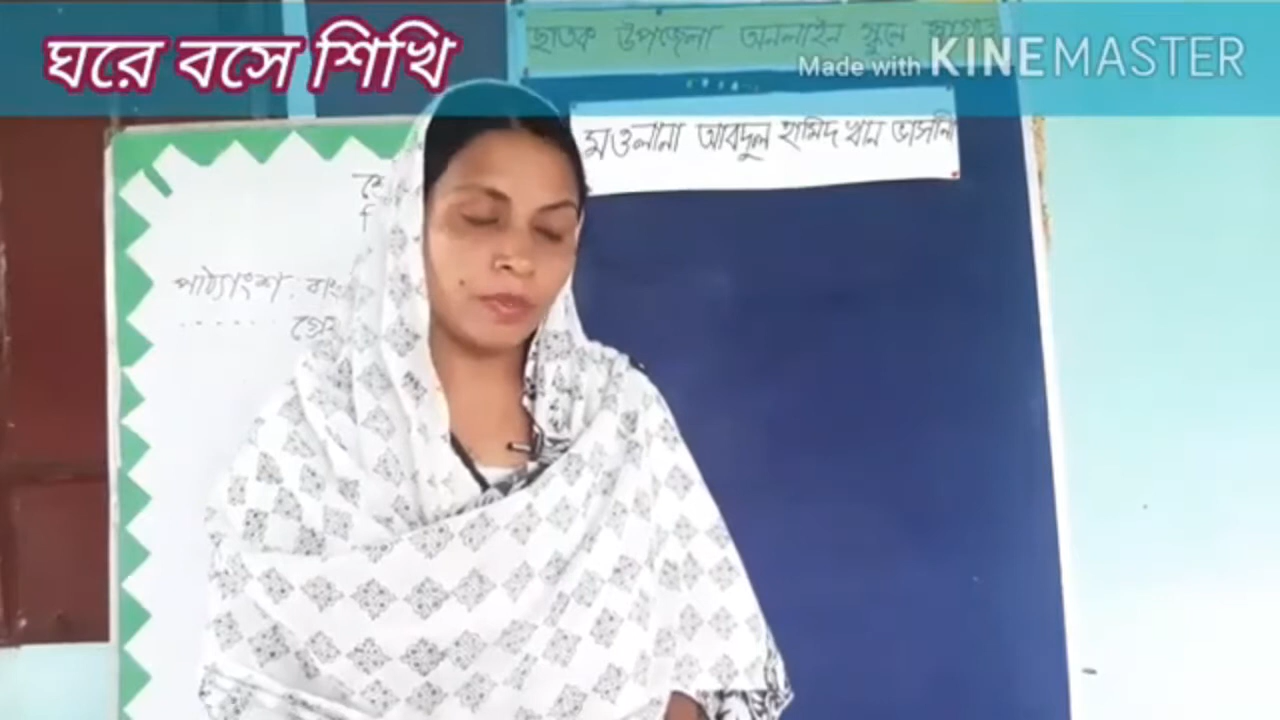 ঘরে বসে শিখি
ছাতক উপজেলা অনলাইন স্কুলে
Made with KINEMASTER
মওলানা আবদুল হামিদ খান ভাসানী
পাঠ্যাংশ .